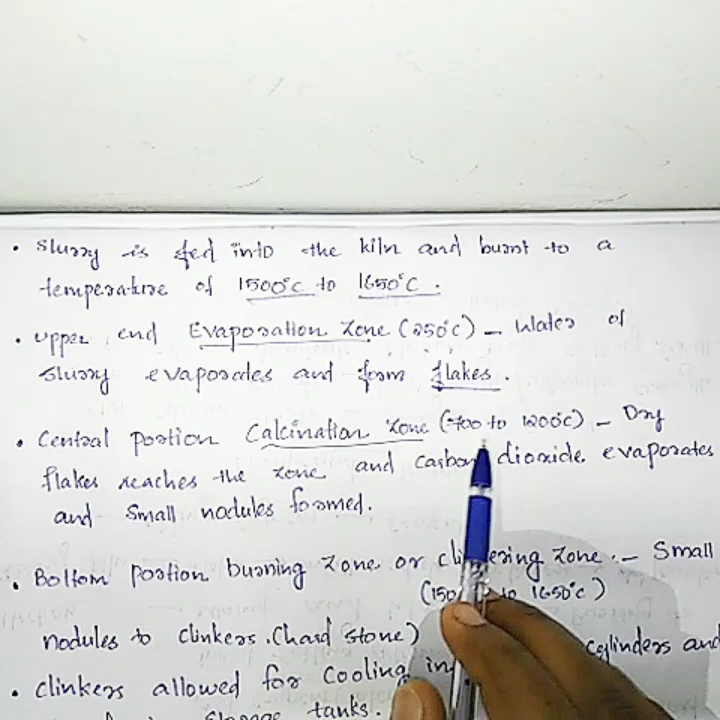 • Slurry is fed into the kiln and burnt to a
temperature of 1500°C to 1650°C.
• Upper end Evaporation Zone (250°C) – Water of
Slurry evaporates and form flakes.
• Central portion Calcination Zone (700 to 1200°C) – Dry
flakes reaches the zone and carbon dioxide evaporates
and small nodules formed.
• Bottom portion burning Zone or zone. – Small
to 1650°C)
nodules to Clinkers. (hard stone) cylinders and
• Clinkers allowed for Cooling in
tanks.